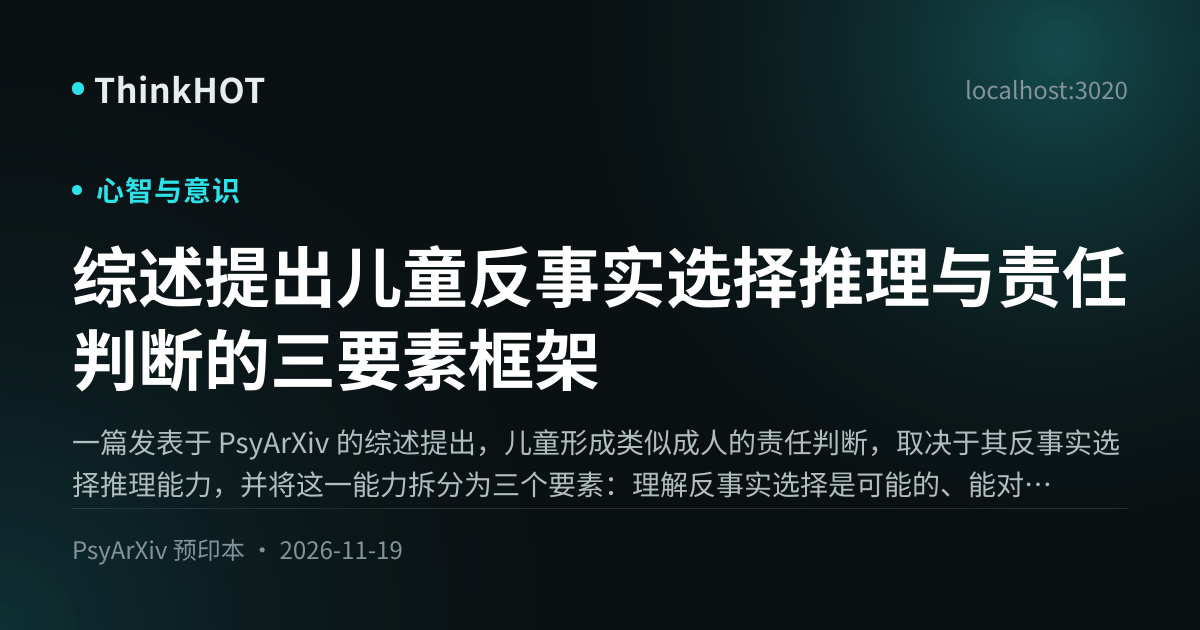 ThinkHOT
localhost:3020
心智与意识
综述提出儿童反事实选择推理与责任
判断的三要素框架
一篇发表于 PsyArXiv 的综述提出，儿童形成类似成人的责任判断，取决于其反事实选
择推理能力，并将这一能力拆分为三个要素：理解反事实选择是可能的、能对…
PsyArXiv 预印本 • 2026-11-19